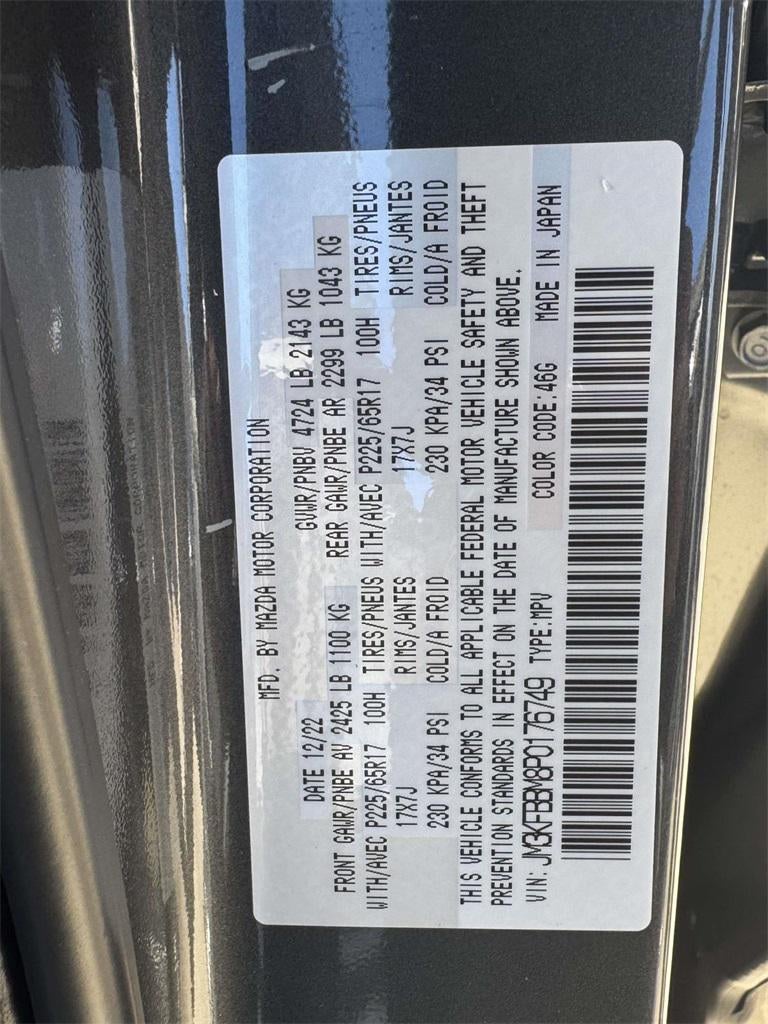 MFD. BY MAZDA MOTOR CORPORATION
DATE 12/22 GVWR/PNBV 4724 LB 2143 KG
FRONT GAWR/PNBE AV 2425 LB 1100 KG REAR GAWR/PNBE AR 2299 LB 1043 KG
WITH/AVEC P225/65R17 100H TIRES/PNEUS WITH/AVEC P225/65R17 100H TIRES/PNEUS
17X7J RIMS/JANTES 17X7J RIMS/JANTES
230 KPA/34 PSI COLD/A FROID 230 KPA/34 PSI COLD/A FROID
THIS VEHICLE CONFORMS TO ALL APPLICABLE FEDERAL MOTOR VEHICLE SAFETY AND THEFT
PREVENTION STANDARDS IN EFFECT ON THE DATE OF MANUFACTURE SHOWN ABOVE.
VIN: JM3KFBBM8P0176749 TYPE:MPV COLOR CODE:46G MADE IN JAPAN